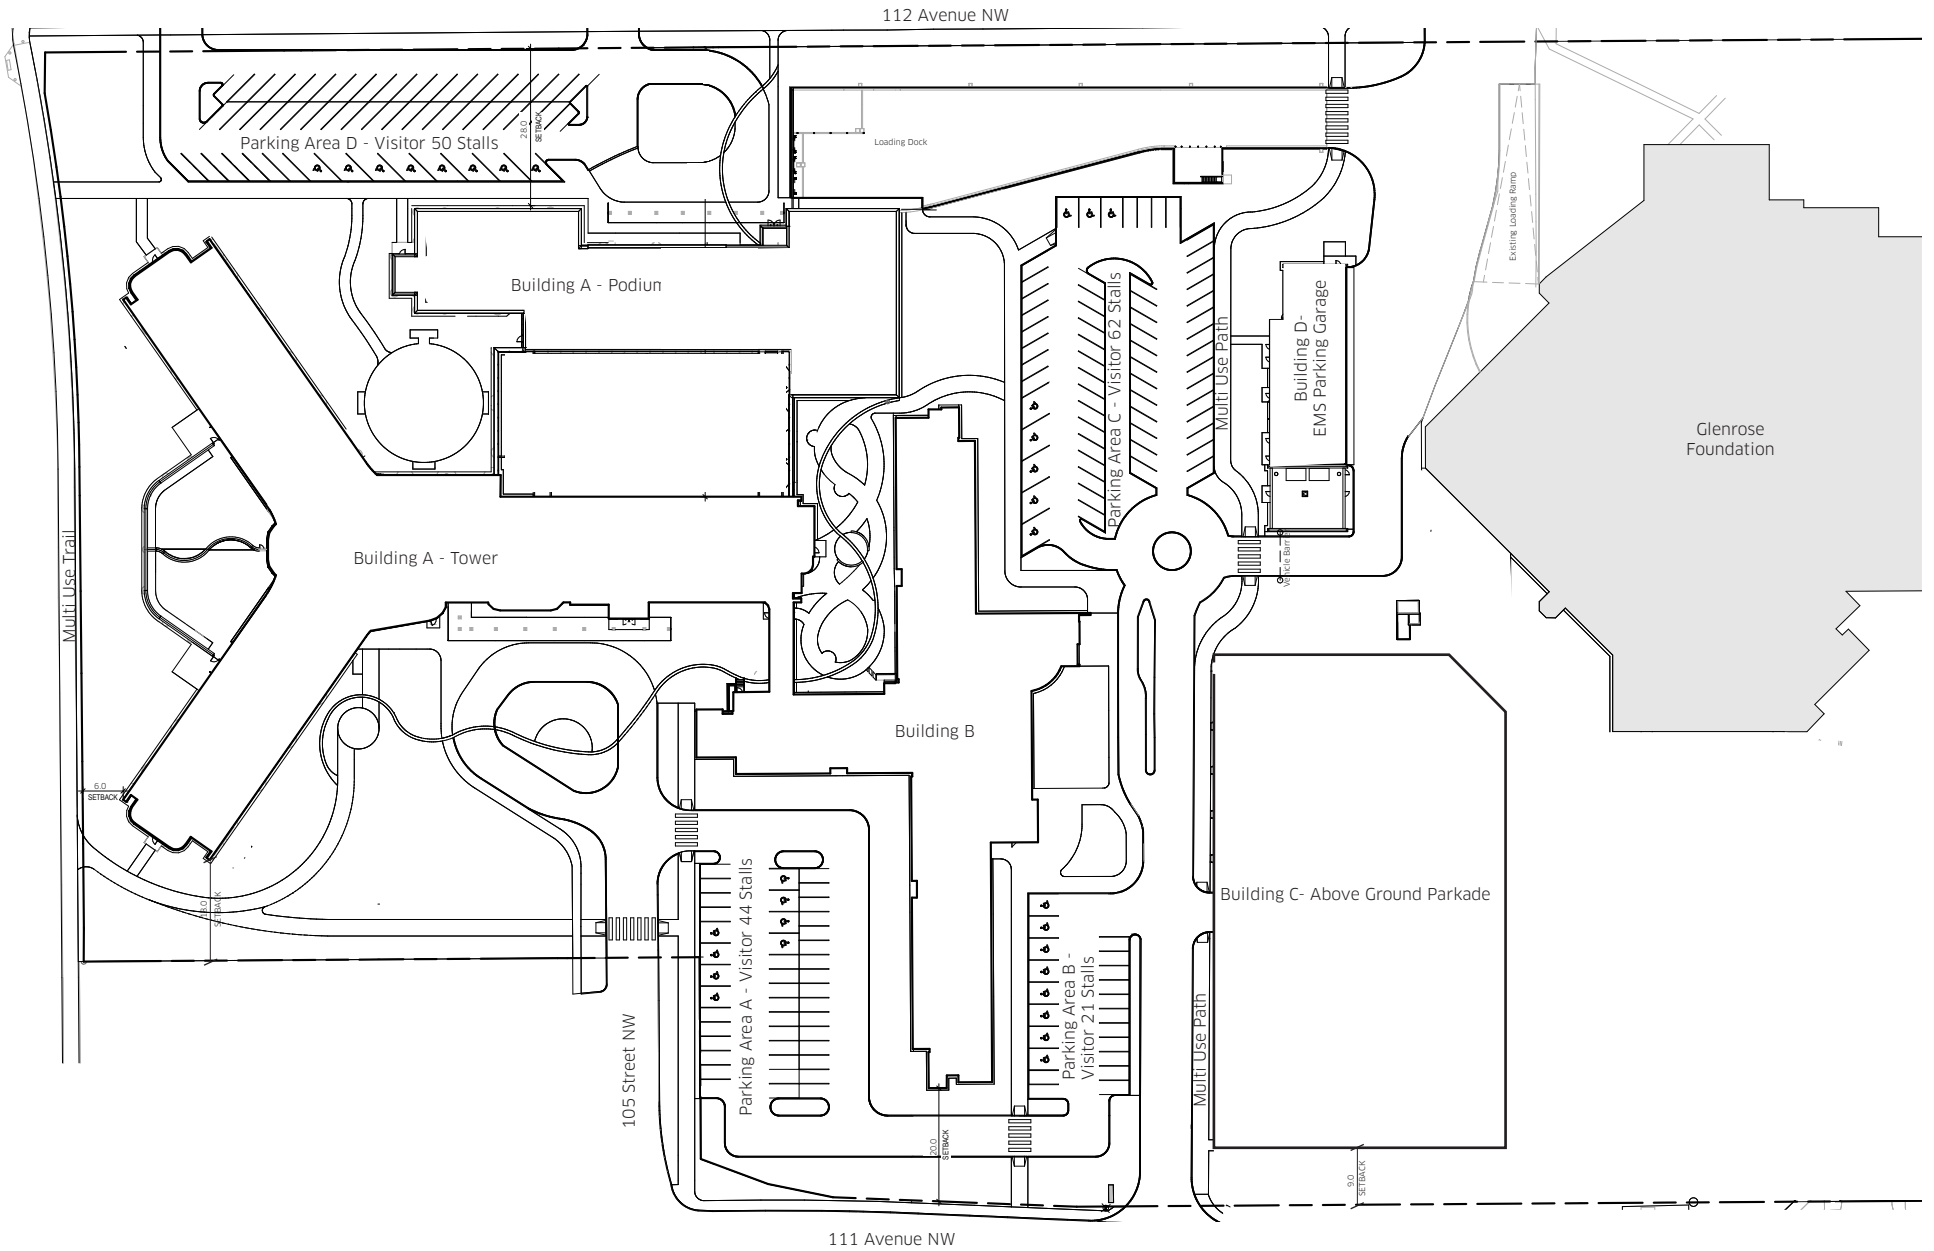 112 Avenue NW
28.0
SETBACK
Parking Area D - Visitor 50 Stalls
Loading Dock
Existing Loading Ramp
Building A - Podium
Parking Area C - Visitor 62 Stalls
Multi Use Path
Building D-
EMS Parking Garage
Glenrose
Foundation
Multi Use Trail
Building A - Tower
Building B
6.0
SETBACK
18.0
SETBACK
Parking Area A - Visitor 44 Stalls
Building C- Above Ground Parkade
105 Street NW
Parking Area B -
Visitor 21 Stalls
Multi Use Path
20.0
SETBACK
9.0
SETBACK
111 Avenue NW